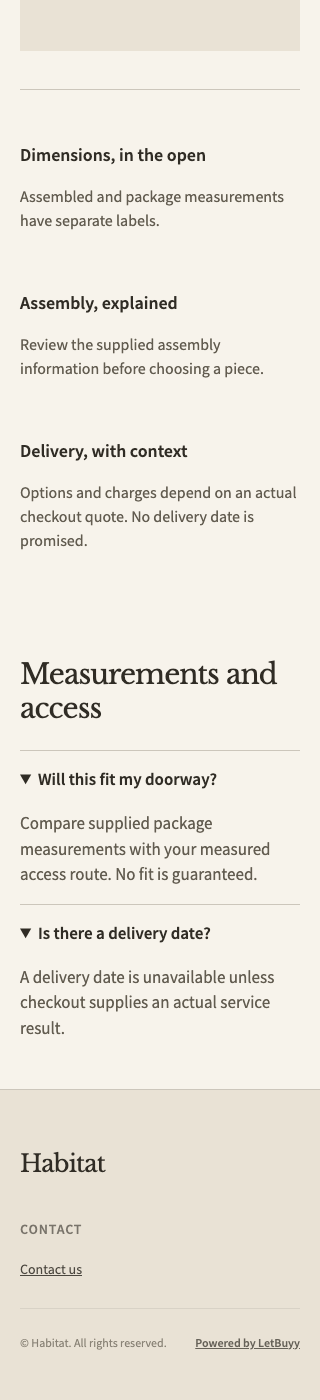 Dimensions, in the open
Assembled and package measurements
have separate labels.
Assembly, explained
Review the supplied assembly
information before choosing a piece.
Delivery, with context
Options and charges depend on an actual
checkout quote. No delivery date is
promised.
Measurements and
access
▼ Will this fit my doorway?
Compare supplied package
measurements with your measured
access route. No fit is guaranteed.
▼ Is there a delivery date?
A delivery date is unavailable unless
checkout supplies an actual service
result.
Habitat
CONTACT
Contact us
© Habitat. All rights reserved. Powered by LetBuyy